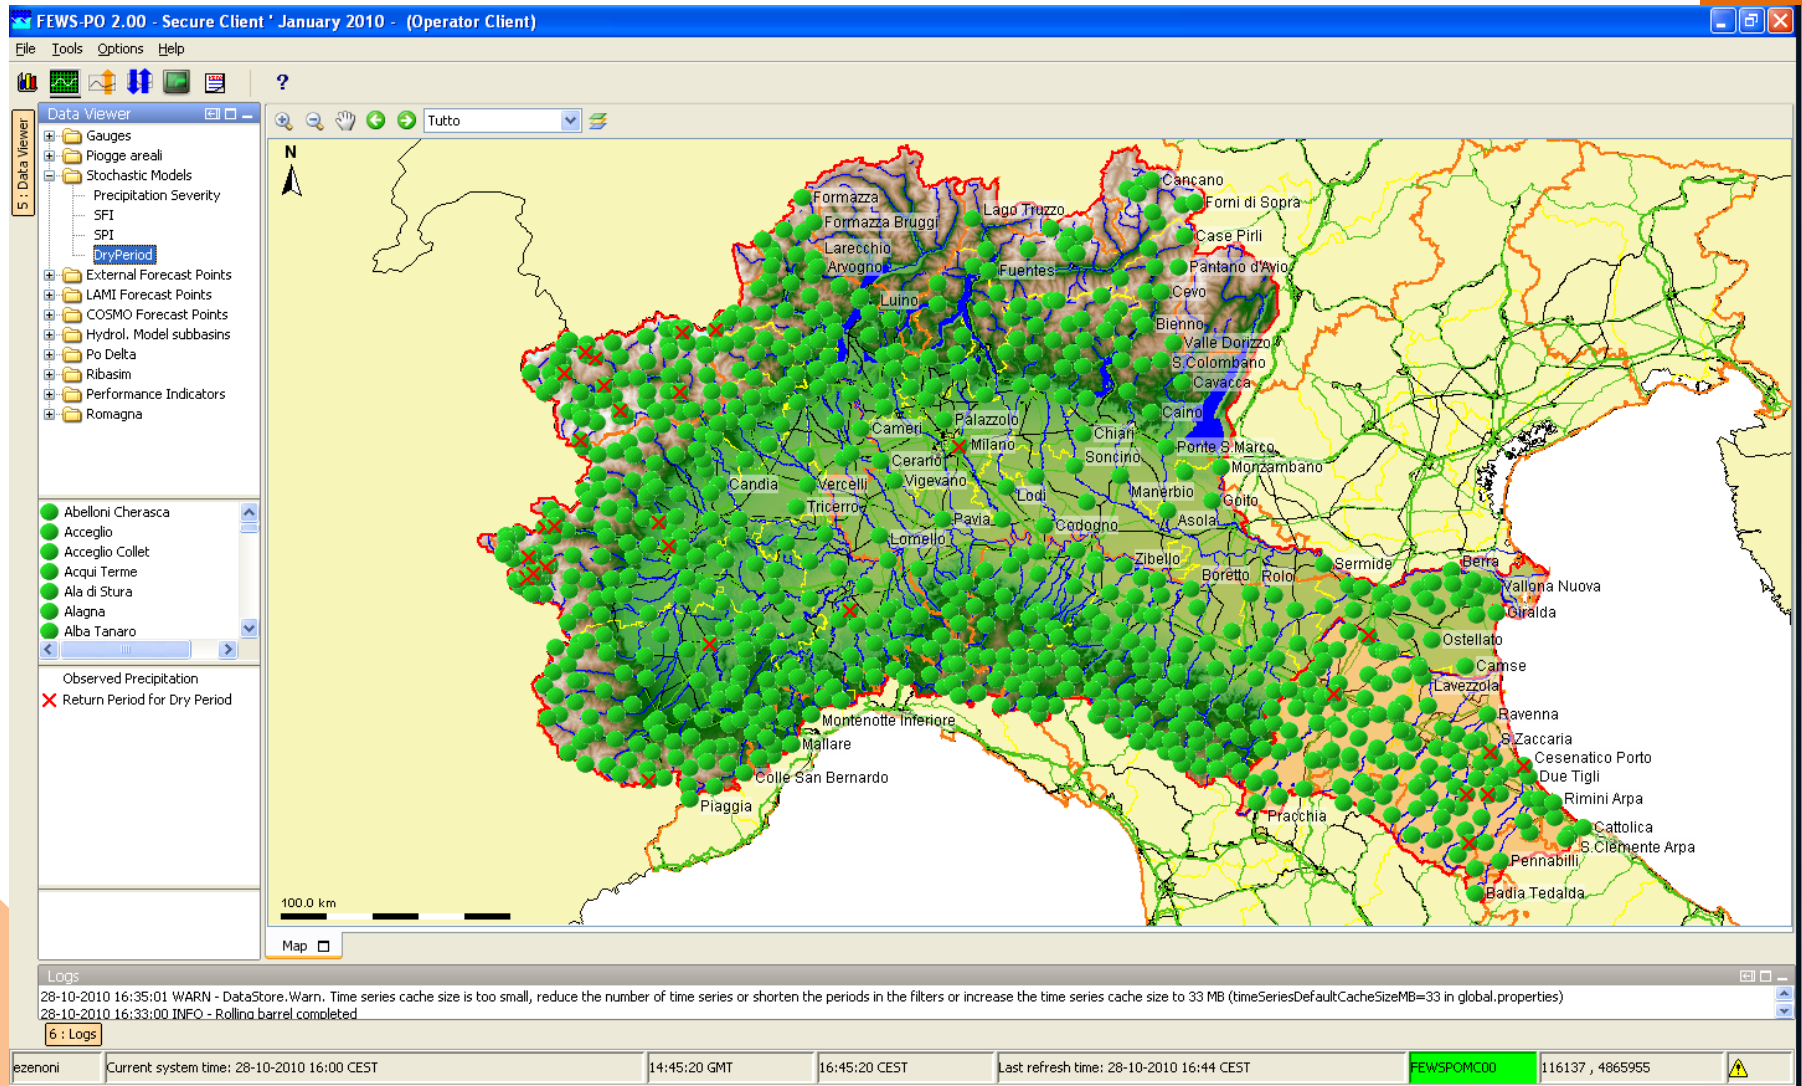 FEWS-PO 2.00 - Secure Client ' January 2010 - (Operator Client)
File Tools Options Help
?
5 : Data Viewer
Data Viewer
Gauges
Piogge areali
Stochastic Models
Precipitation Severity
SFI
SPI
DryPeriod
External Forecast Points
LAMI Forecast Points
COSMO Forecast Points
Hydrol. Model subbasins
Po Delta
Ribasim
Performance Indicators
Romagna
Abelloni Cherasca
Acceglio
Acceglio Collet
Acqui Terme
Ala di Stura
Alagna
Alba Tanaro
Observed Precipitation
Return Period for Dry Period
Tutto
N
Cancano
Formazza
Forni di Sopra
Lago Truzzo
Formazza Bruggi
Case Pirli
Larecchio
Arvogno
Fuentes
Pantano d'Avio
Luino
Cevo
Bienno
Valle Dorizzo
S.Colombano
Cavacca
Caino
Palazzolo
Cameri
Chiari
Milano
Ponte S.Marco
Cerano
Soncino
Monzambano
Candia
Vercelli
Vigevano
Lodi
Manerbio
Goito
Tricerro
Pavia
Codogno
Asola
Lomello
Zibello
Sermide
Berra
Boretto
Rolo
Vallona Nuova
Giralda
Ostellato
Camse
Lavezzola
Ravenna
Montenotte Inferiore
S.Zaccaria
Mallare
Cesenatico Porto
Colle San Bernardo
Due Tigli
Piaggia
Rimini Arpa
Pracchia
Cattolica
S.Clemente Arpa
Pennabilli
Badia Tedalda
100.0 km
Map
Logs
28-10-2010 16:35:01 WARN - DataStore.Warn. Time series cache size is too small, reduce the number of time series or shorten the periods in the filters or increase the time series cache size to 33 MB (timeSeriesDefaultCacheSizeMB=33 in global.properties)
28-10-2010 16:33:00 INFO - Rolling barrel completed
6 : Logs
ezenoni
Current system time: 28-10-2010 16:00 CEST
14:45:20 GMT
16:45:20 CEST
Last refresh time: 28-10-2010 16:44 CEST
FEWSPOMC00
116137 , 4865955